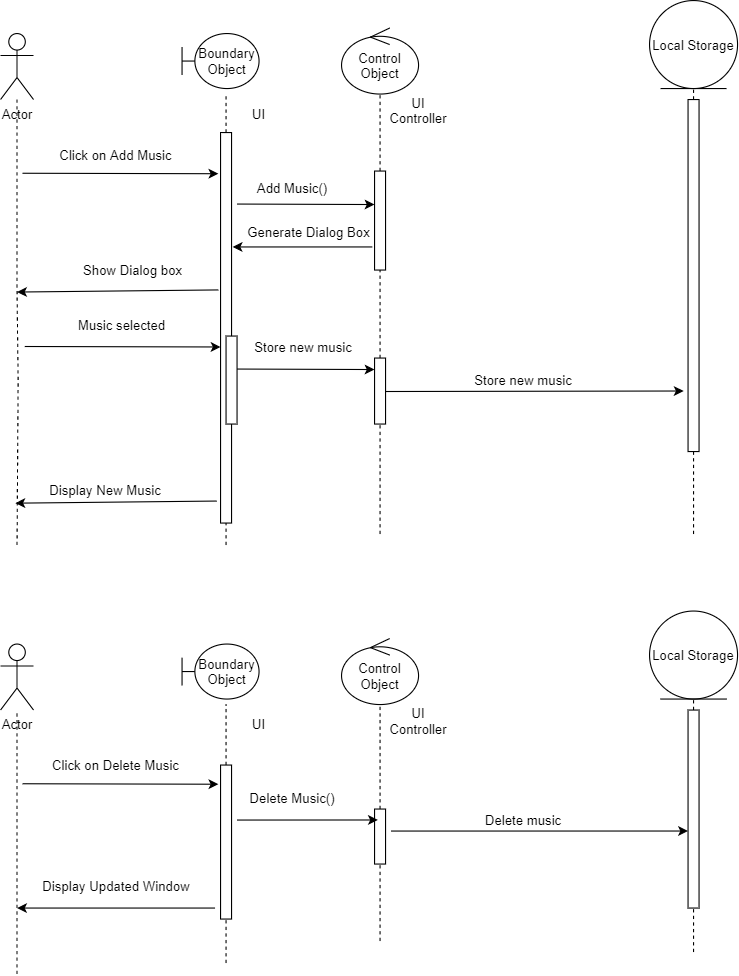 Boundary
Object
Control
Object
Local Storage
Actor
UI
UI
Controller
Click on Add Music
Add Music()
Generate Dialog Box
Show Dialog box
Music selected
Store new music
Store new music
Display New Music
Boundary
Object
Control
Object
Local Storage
Actor
UI
UI
Controller
Click on Delete Music
Delete Music()
Delete music
Display Updated Window